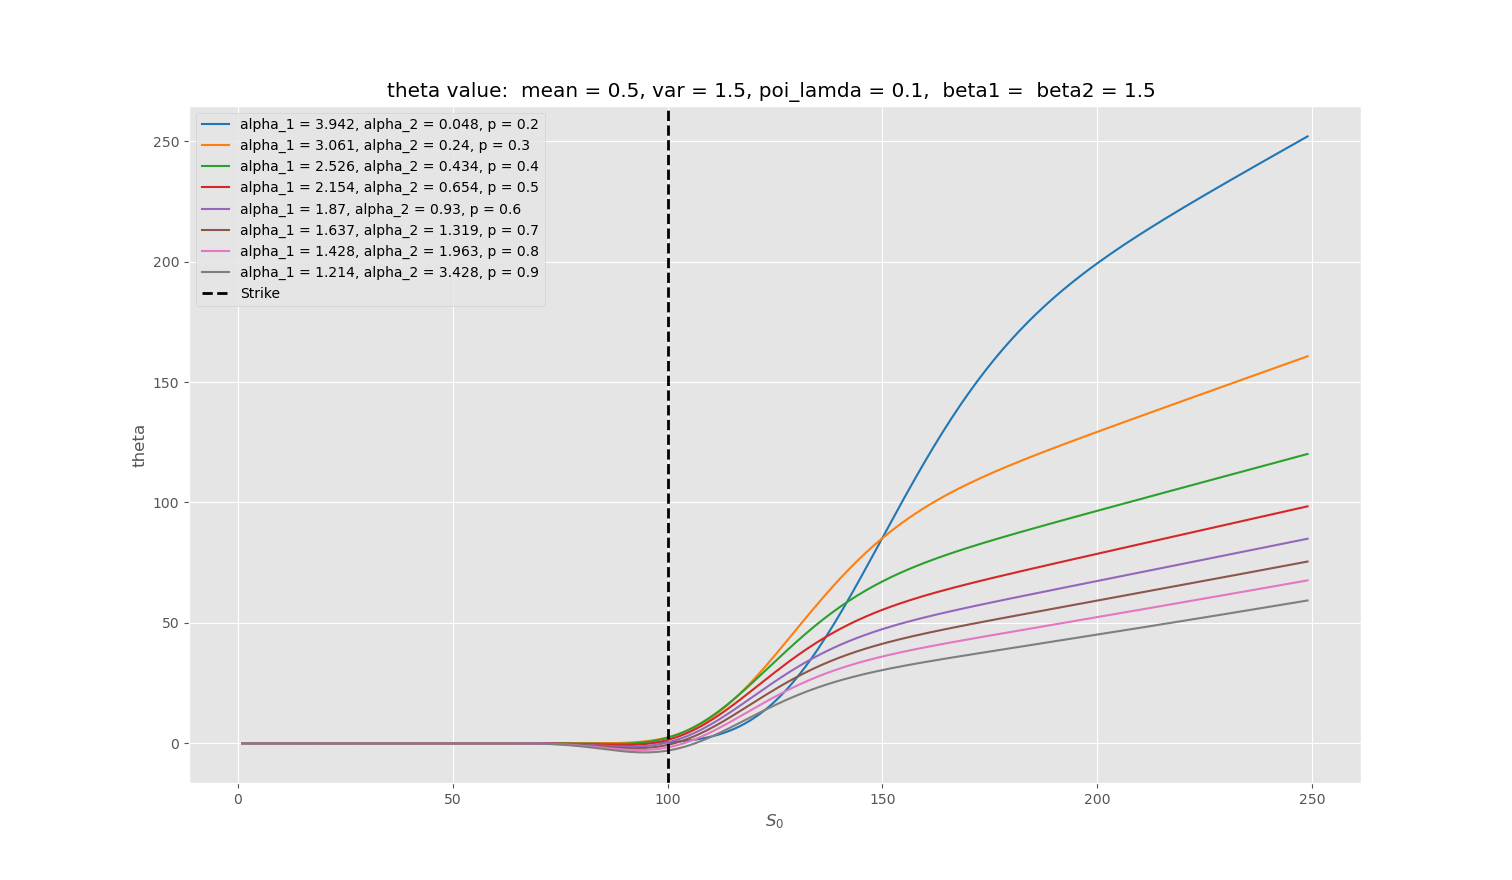 theta value:  mean = 0.5, var = 1.5, poi_lamda = 0.1,  beta1 =  beta2 = 1.5
alpha_1 = 3.942, alpha_2 = 0.048, p = 0.2
alpha_1 = 3.061, alpha_2 = 0.24, p = 0.3
alpha_1 = 2.526, alpha_2 = 0.434, p = 0.4
alpha_1 = 2.154, alpha_2 = 0.654, p = 0.5
alpha_1 = 1.87, alpha_2 = 0.93, p = 0.6
alpha_1 = 1.637, alpha_2 = 1.319, p = 0.7
alpha_1 = 1.428, alpha_2 = 1.963, p = 0.8
alpha_1 = 1.214, alpha_2 = 3.428, p = 0.9
Strike
250
200
150
100
50
0
theta
0 50 100 150 200 250
S_0